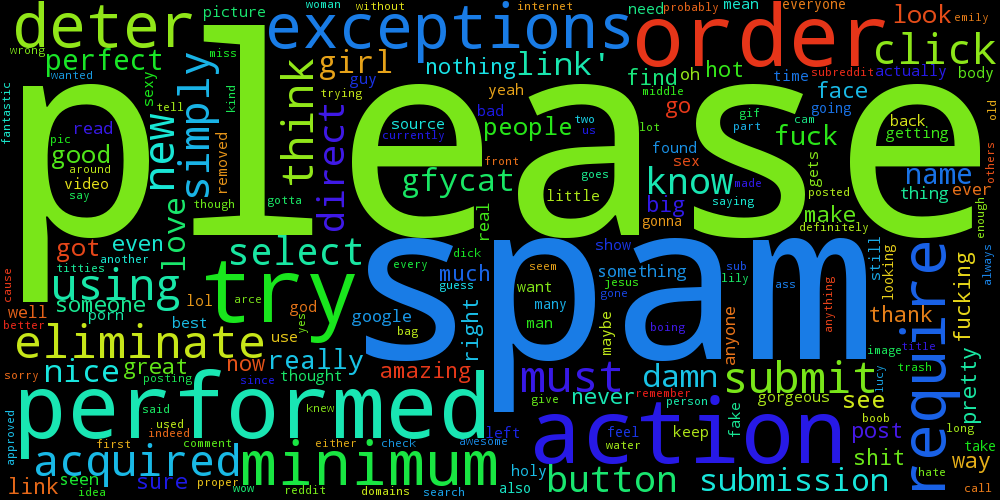 please
spam
order
performed
action
exceptions
deter
try
minimum
eliminate
acquired
require
submit
click
simply
think
new
direct
link'
know
select
using
must
button
submission
perfect
girl
nothing
gfycat
people
find
hot
look
go
fuck
make
name
face
body
thing
good
love
got
even
someone
nice
great
really
amazing
damn
never
see
thank
fucking
pretty
way
shit
post
link
sure
seen
well
now
much
right
google
something
big
real
little
source
video
read
sexy
removed
picture
need
mean
everyone
probably
woman
without
internet
emily
wrong
miss
wanted
fantastic
tell
kind
trying
guy
yeah
bad
oh
middle
time
subreddit
actually
going
gif
cam
part
back
getting
old
others
ever
enough
always
pic
around
say
though
gotta
currently
two
us
front
goes
lot
found
sex
made
saying
gonna
gets
posted
definitely
titties
another
porn
lol
arce
god
yes
use
best
bag
every
dick
guess
seem
want
many
man
show
jesus
gone
sub
lily
ass
boing
maybe
anyone
anything
still
looking
image
title
trash
lucy
cause
better
sorry
posting
since
thought
knew
said
used
indeed
approved
first
comment
either
water
check
awesome
left
feel
give
remember
person
keep
fake
gorgeous
boob
long
take
hate
call
idea
proper
wow
reddit
domains
search
also
holy